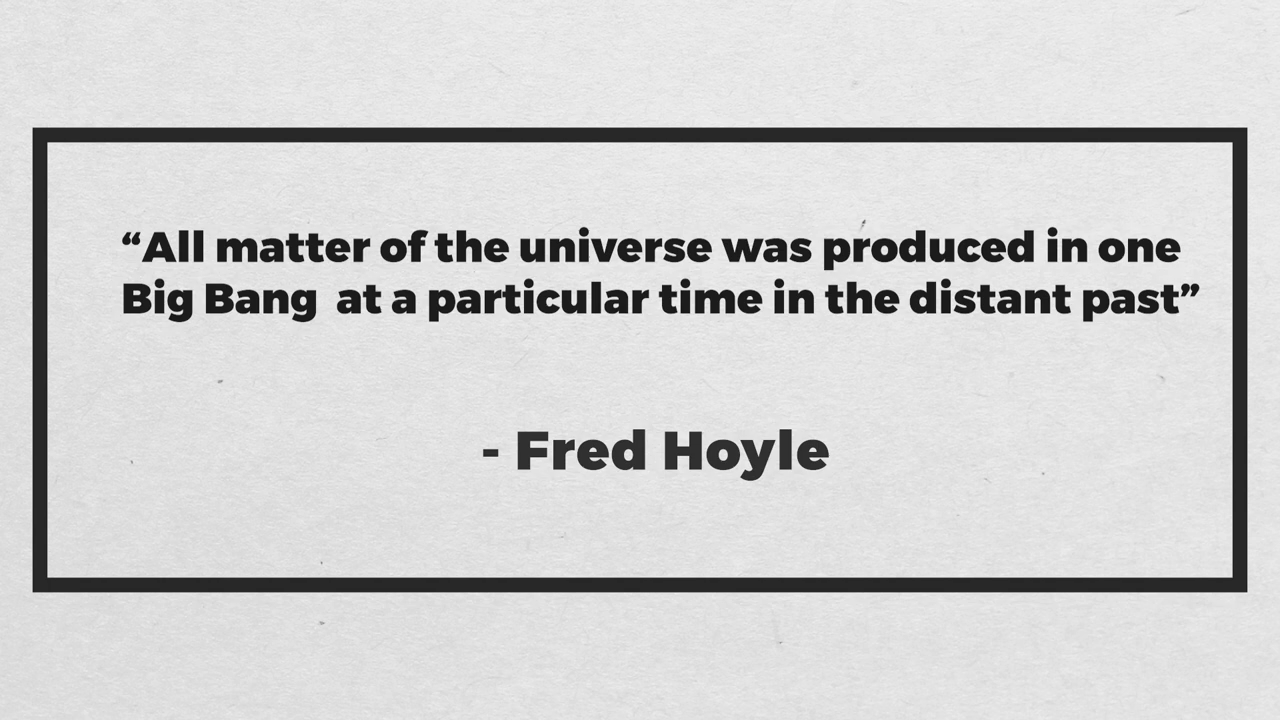 “All matter of the universe was produced in one
Big Bang  at a particular time in the distant past”
- Fred Hoyle